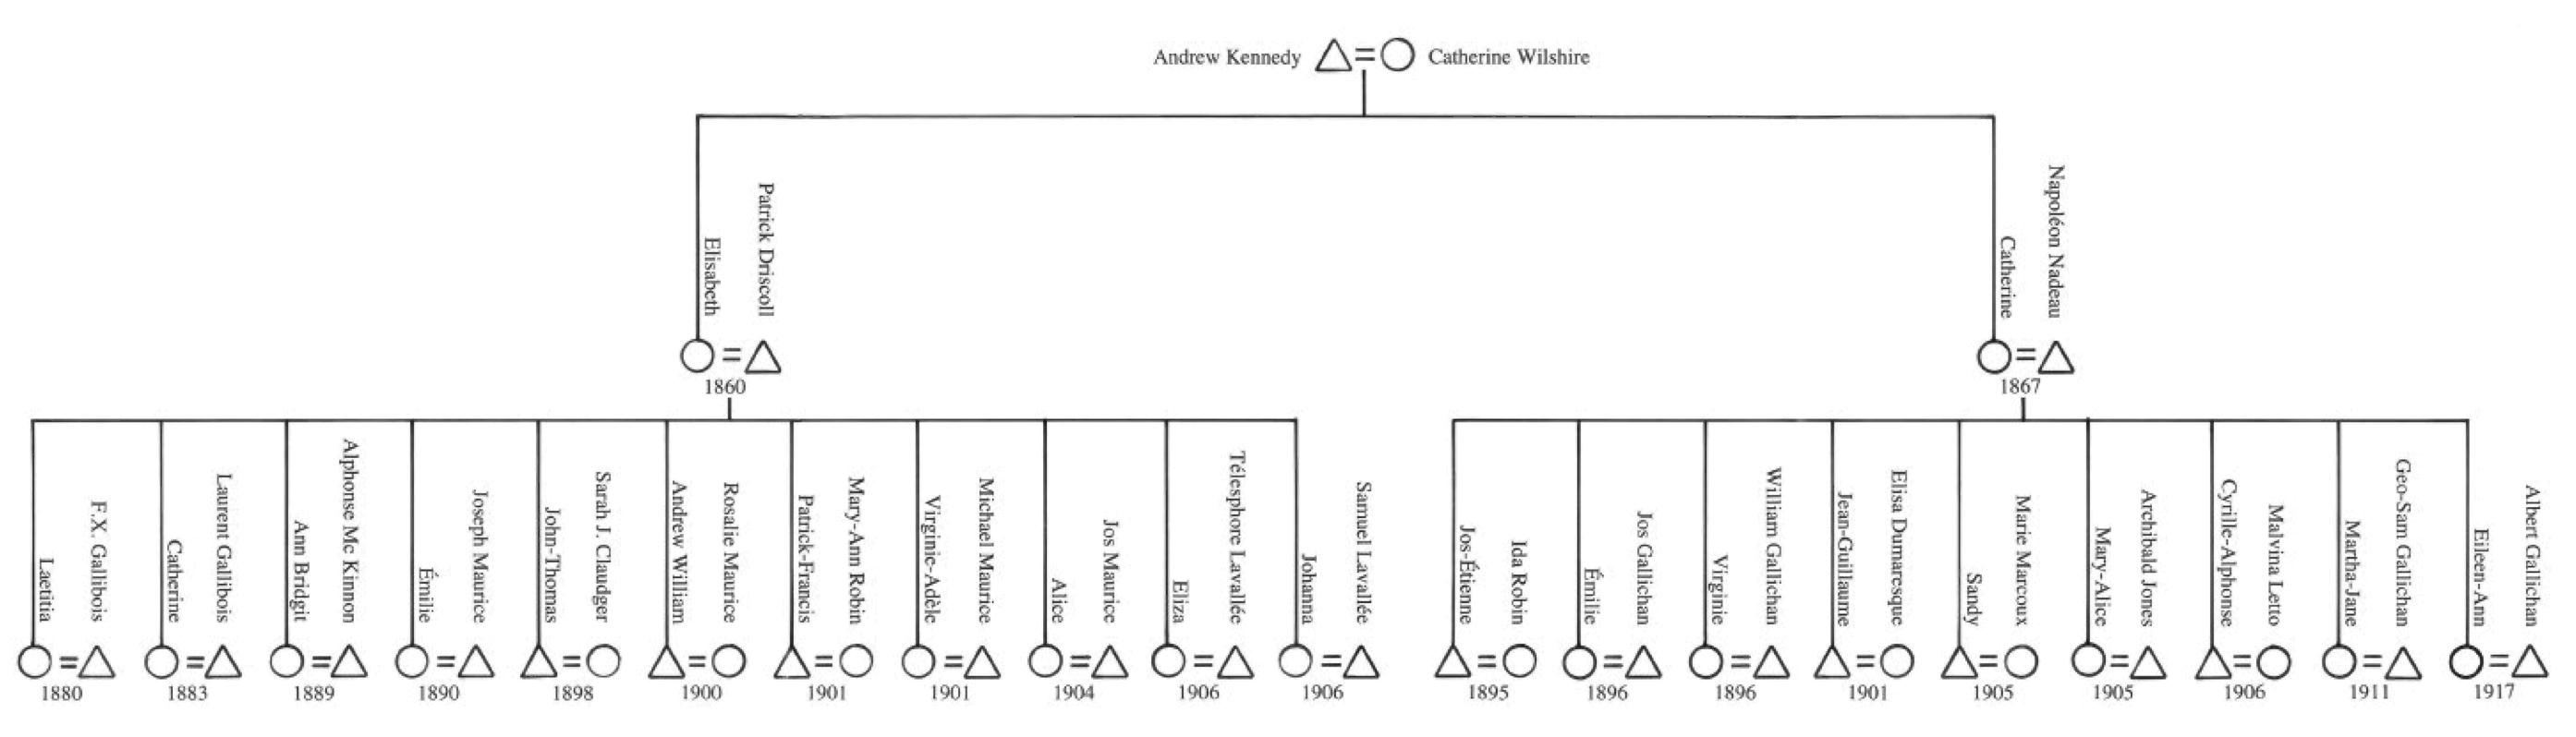 Andrew Kennedy
Catherine Wilshire
Elisabeth
Patrick Driscoll
1860
Catherine
Napoléon Nadeau
1867
Laetitia
F.X. Gallibois
1880
Catherine
Laurent Gallibois
1883
Ann Bridgit
Alphonse Mc Kinnon
1889
Émilie
Joseph Maurice
1890
John-Thomas
Sarah J. Claudger
1898
Andrew William
Rosalie Maurice
1900
Patrick-Francis
Mary-Ann Robin
1901
Virginie-Adèle
Michael Maurice
1901
Alice
Jos Maurice
1904
Eliza
Télesphore Lavallée
1906
Johanna
Samuel Lavallée
1906
Jos-Étienne
Ida Robin
1895
Émilie
Jos Gallichan
1896
Virginie
William Gallichan
1896
Jean-Guillaume
Elisa Dumaresque
1901
Sandy
Marie Marcoux
1905
Mary-Alice
Archibald Jones
1905
Cyrille-Alphonse
Malvina Letto
1906
Martha-Jane
Geo-Sam Gallichan
1911
Eileen-Ann
Albert Gallichan
1917